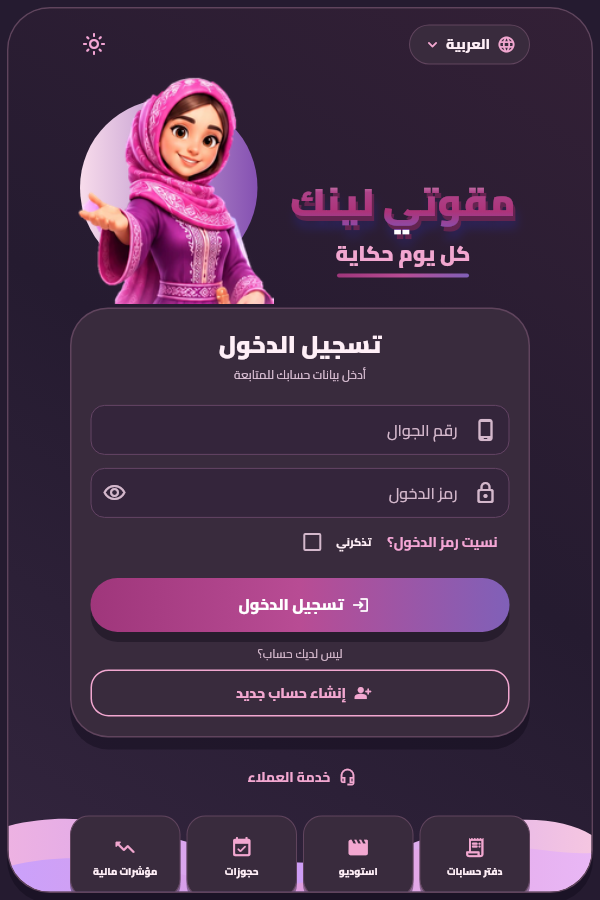 العربية
مقوتي لينك
كل يوم حكاية
تسجيل الدخول
أدخل بيانات حسابك للمتابعة
رقم الجوال
رمز الدخول
نسيت رمز الدخول؟ تذكرني
تسجيل الدخول
ليس لديك حساب؟
إنشاء حساب جديد
خدمة العملاء
دفتر حسابات استوديو حجوزات مؤشرات مالية